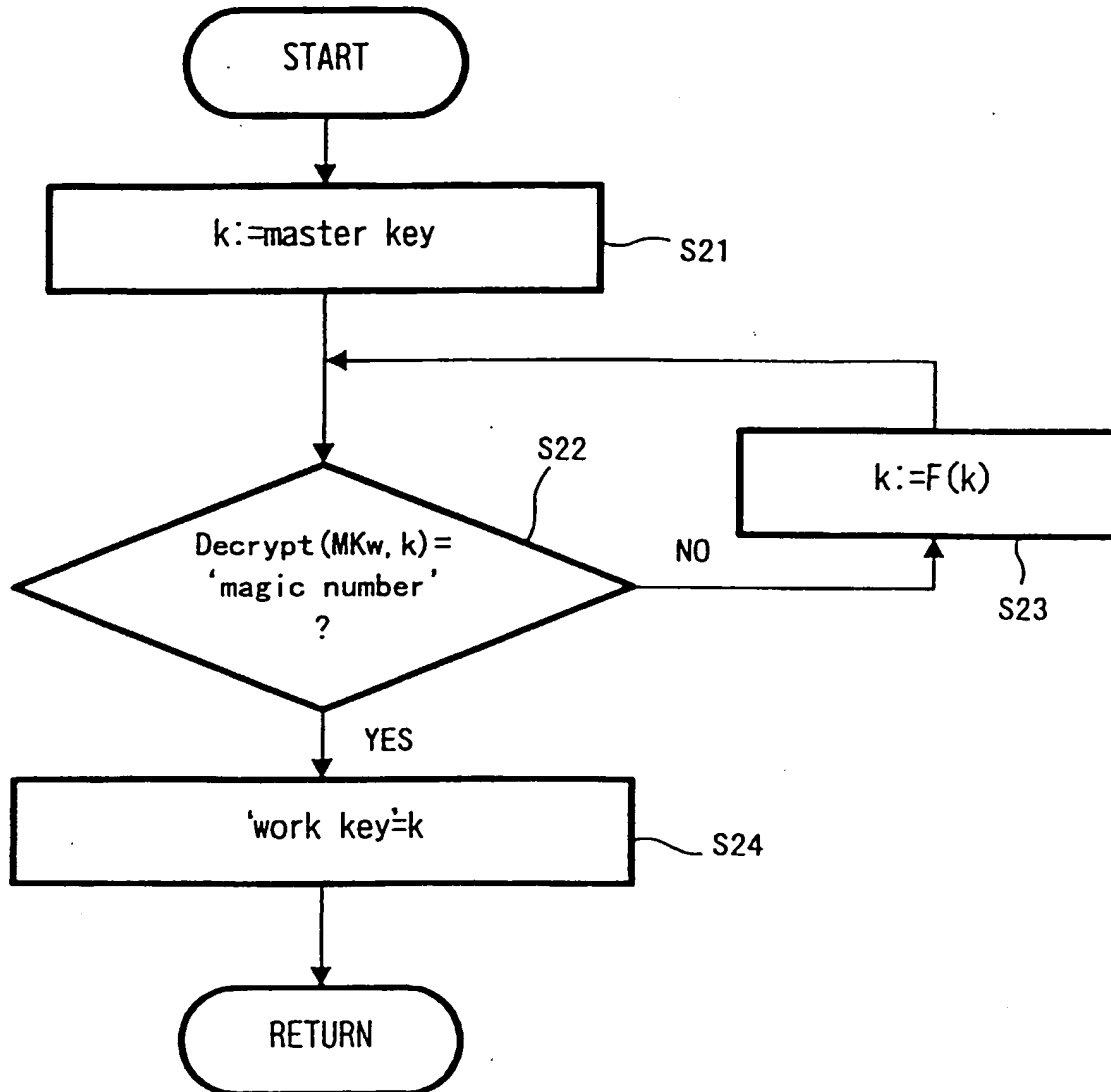 START
k:=master key
S21
S22
k:=F(k)
Decrypt(MKw, k)=
'magic number'
?
NO
S23
YES
'work key'=k
S24
RETURN